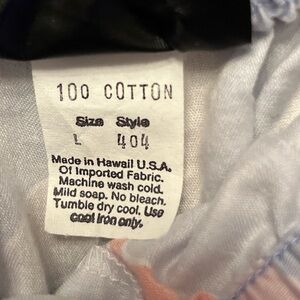 100 COTTON
Size Style
L 404
Made in Hawaii U.S.A.
Of Imported Fabric.
Machine wash cold.
Mild soap. No bleach.
Tumble dry cool. Use
cool iron only.